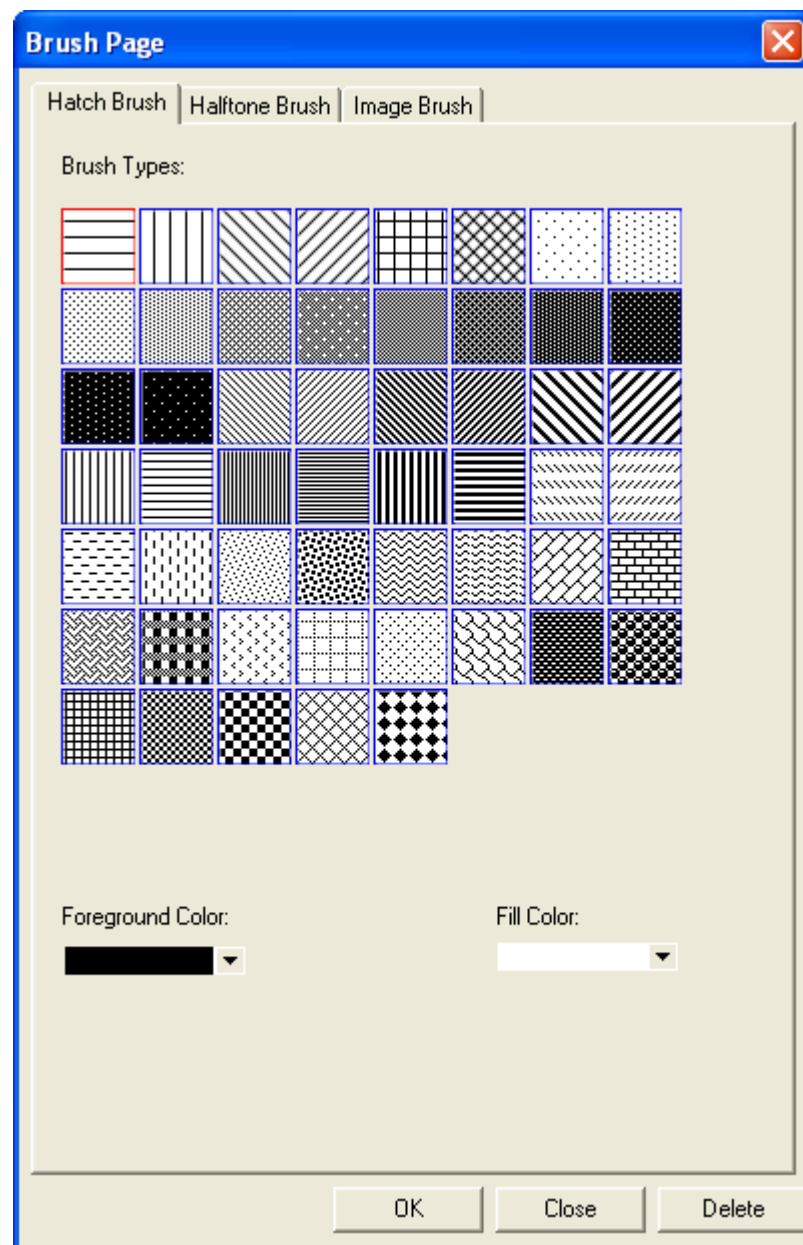 Brush Page
Hatch Brush Halftone Brush Image Brush
Brush Types:
Foreground Color: Fill Color:
OK Close Delete